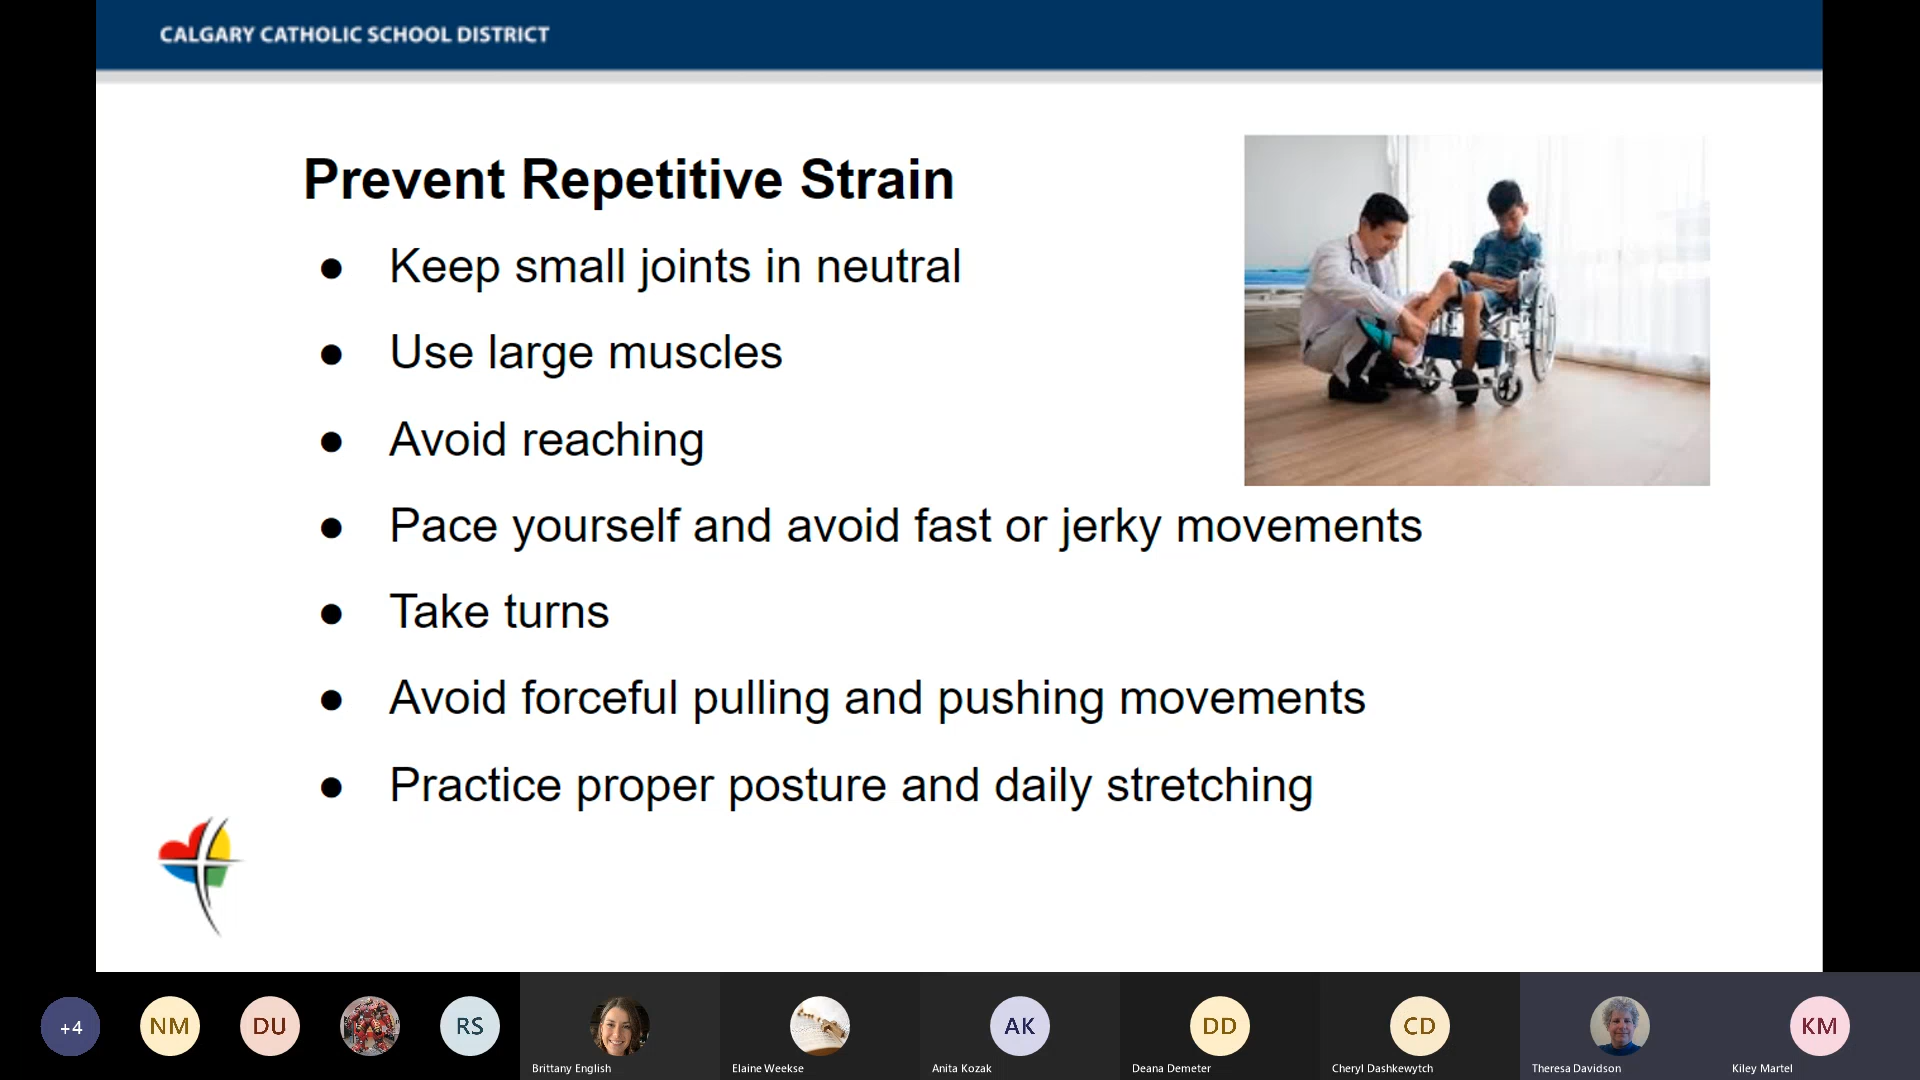 CALGARY CATHOLIC SCHOOL DISTRICT
Prevent Repetitive Strain
● Keep small joints in neutral
● Use large muscles
● Avoid reaching
● Pace yourself and avoid fast or jerky movements
● Take turns
● Avoid forceful pulling and pushing movements
● Practice proper posture and daily stretching
+4
NM
DU
RS
AK
DD
CD
KM
Brittany English
Elaine Weekse
Anita Kozak
Deana Demeter
Cheryl Dashkewytch
Theresa Davidson
Kiley Martel